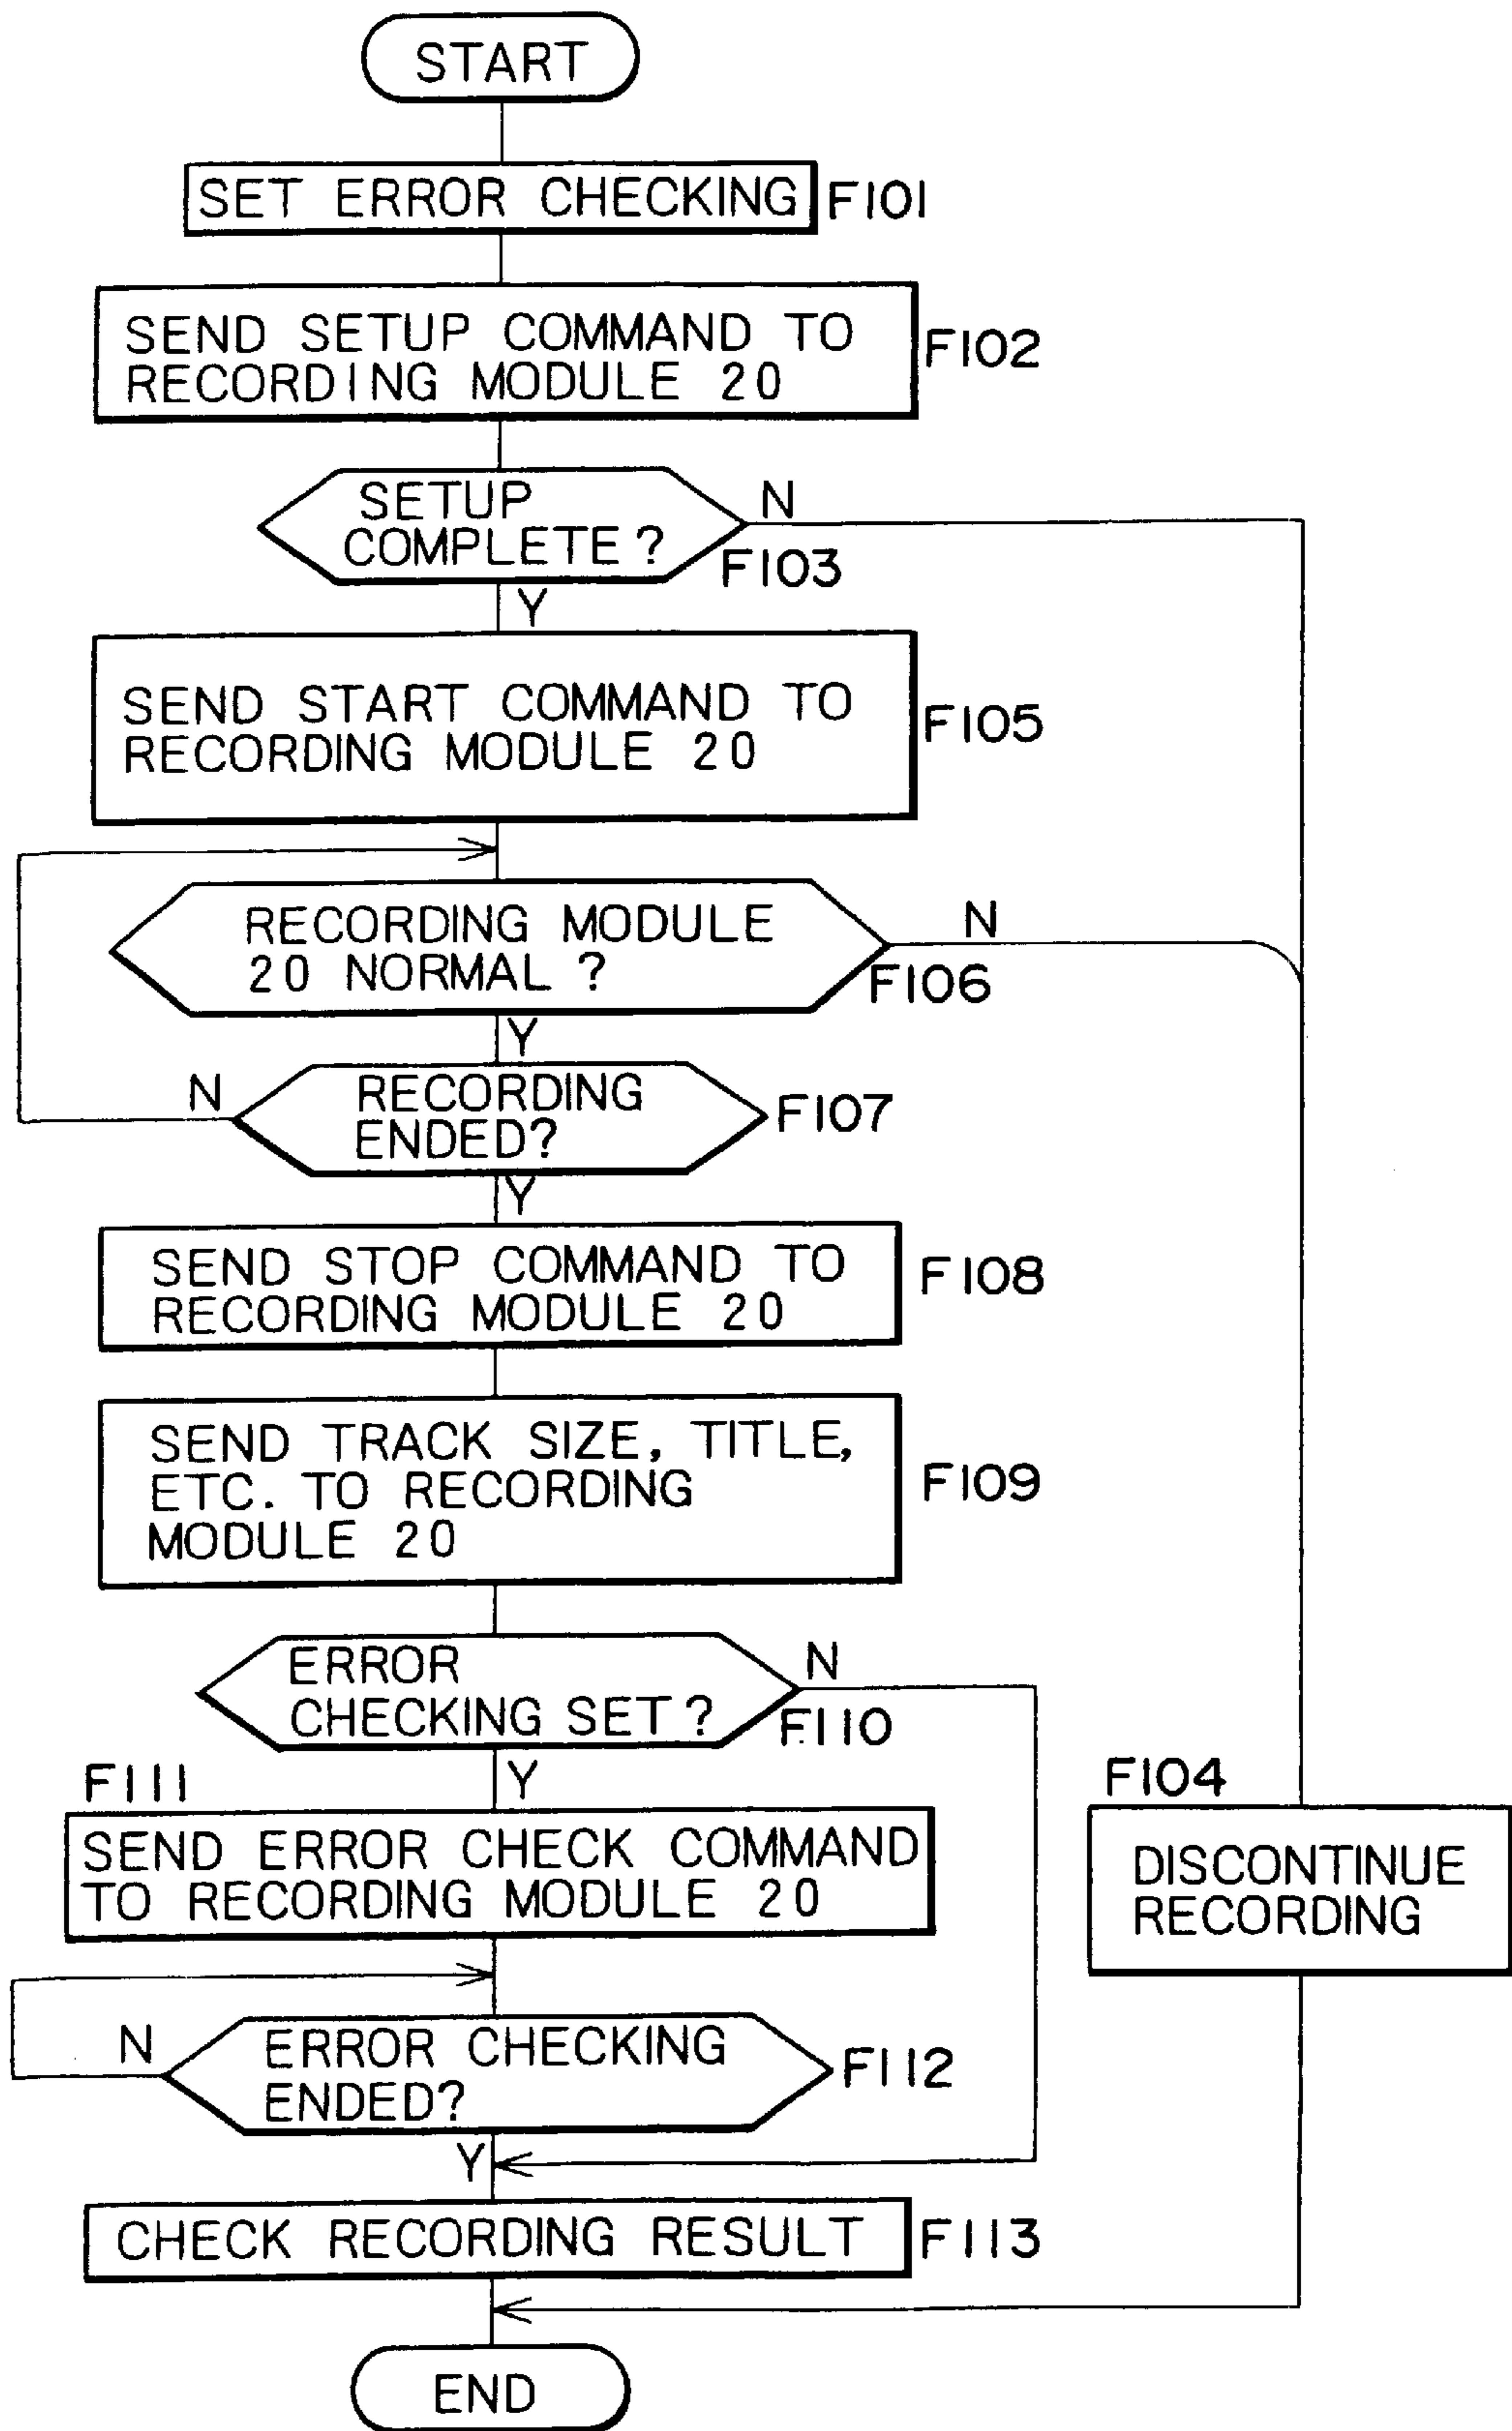 START
SET ERROR CHECKING
F101
SEND SETUP COMMAND TO
RECORDING MODULE 20
F102
SETUP
COMPLETE?
N
F103
Y
SEND START COMMAND TO
RECORDING MODULE 20
F105
RECORDING MODULE
20 NORMAL?
N
F106
Y
RECORDING
ENDED?
N
F107
Y
SEND STOP COMMAND TO
RECORDING MODULE 20
F108
SEND TRACK SIZE, TITLE,
ETC. TO RECORDING
MODULE 20
F109
ERROR
CHECKING SET?
N
F110
Y
F111
SEND ERROR CHECK COMMAND
TO RECORDING MODULE 20
F104
DISCONTINUE
RECORDING
N
ERROR CHECKING
ENDED?
F112
Y
CHECK RECORDING RESULT
F113
END